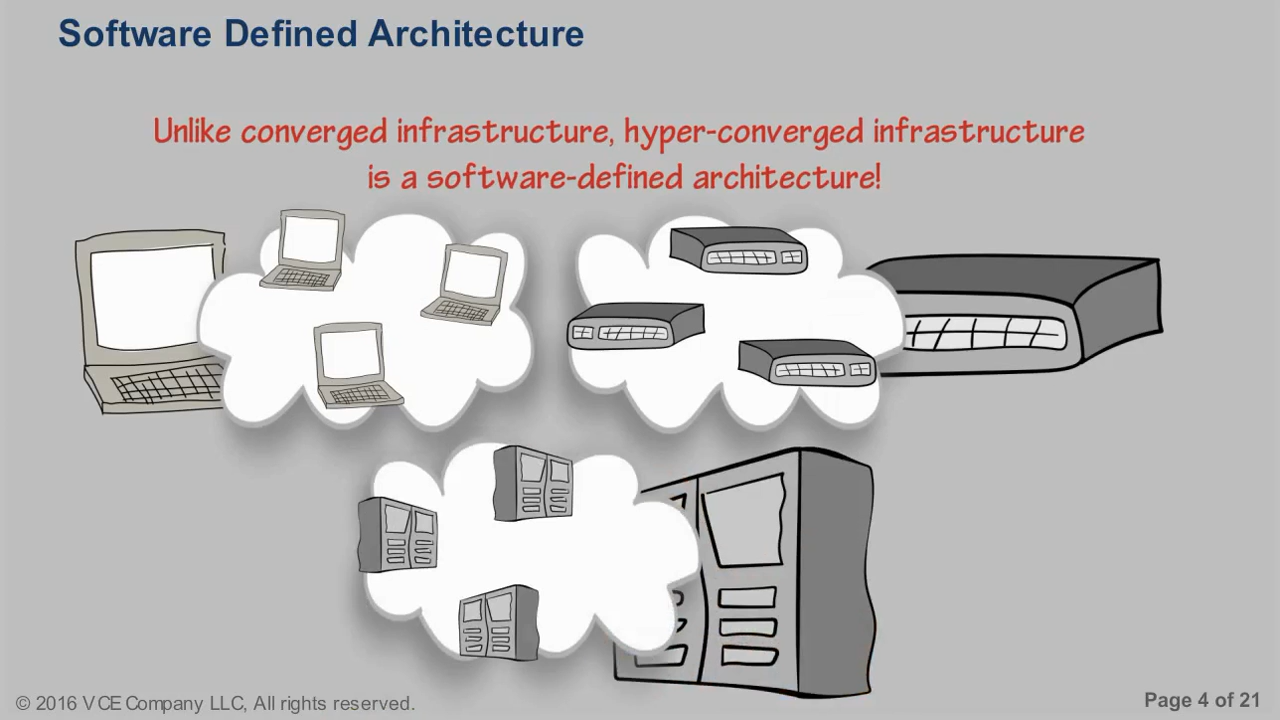 Software Defined Architecture
Unlike converged infrastructure, hyper-converged infrastructure
is a software-defined architecture!
© 2016 VCE Company LLC, All rights reserved.
Page 4 of 21